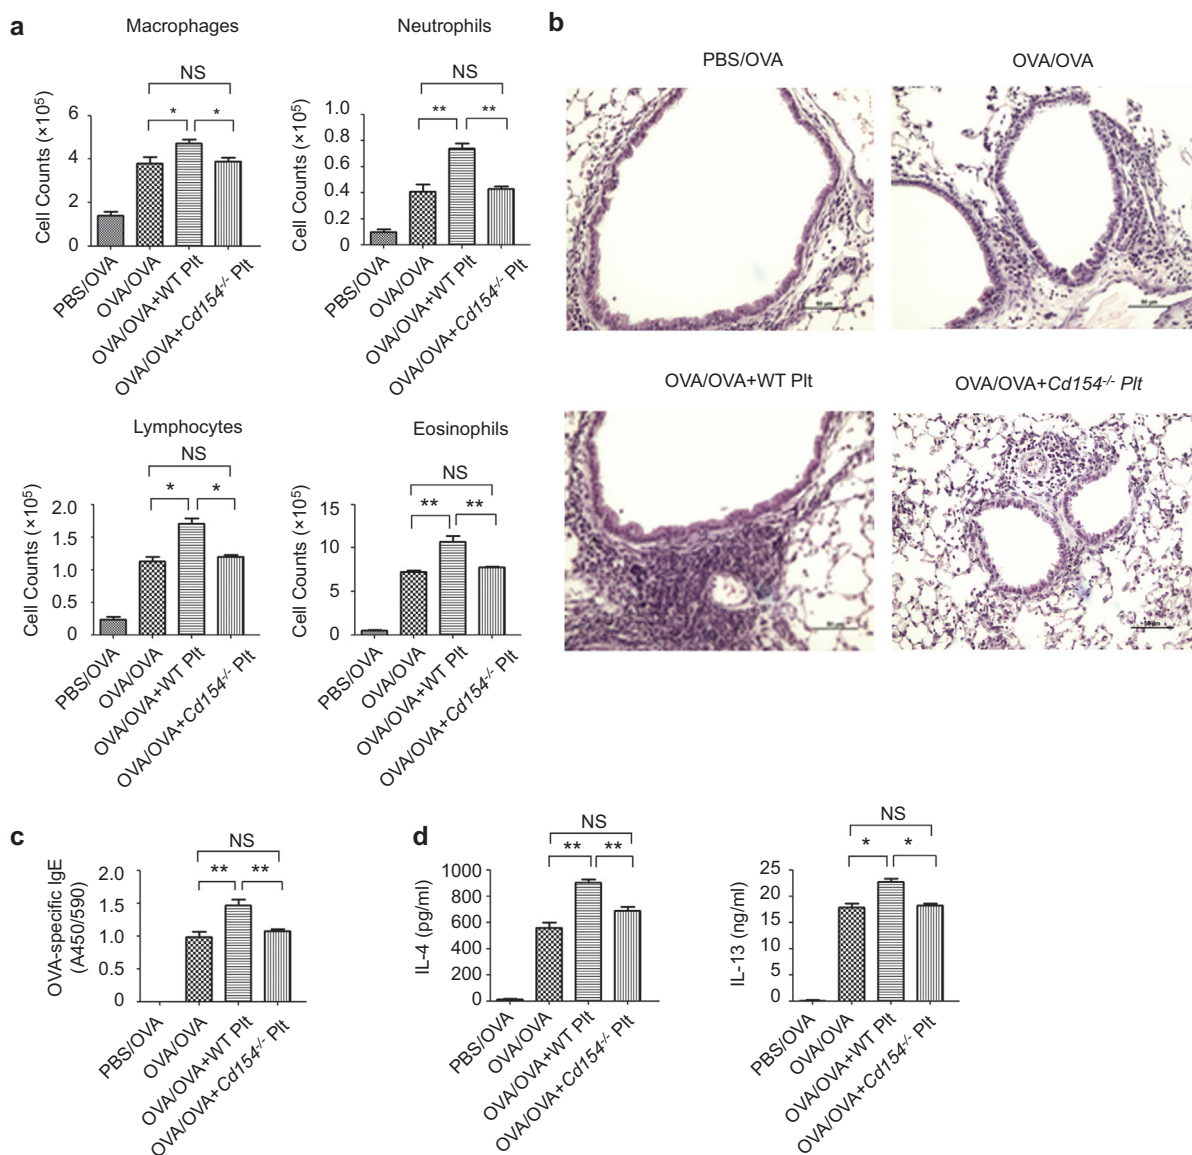 a
Macrophages
Neutrophils
b
PBS/OVA
OVA/OVA
NS
NS
* *
** **
Cell Counts (×10⁵)
6
4
2
0
Cell Counts (×10⁵)
1.0
0.8
0.6
0.4
0.2
0
PBS/OVA
OVA/OVA
OVA/OVA+WT Plt
OVA/OVA+Cd154-/- Plt
PBS/OVA
OVA/OVA
OVA/OVA+WT Plt
OVA/OVA+Cd154-/- Plt
OVA/OVA+WT Plt
OVA/OVA+Cd154-/- Plt
Lymphocytes
Eosinophils
NS
NS
* *
** **
Cell Counts (×10⁵)
2.0
1.5
1.0
0.5
0
Cell Counts (×10⁵)
15
10
5
0
PBS/OVA
OVA/OVA
OVA/OVA+WT Plt
OVA/OVA+Cd154-/- Plt
PBS/OVA
OVA/OVA
OVA/OVA+WT Plt
OVA/OVA+Cd154-/- Plt
c
NS
** **
OVA-specific IgE
(A450/590)
2.0
1.5
1.0
0.5
0
PBS/OVA
OVA/OVA
OVA/OVA+WT Plt
OVA/OVA+Cd154-/- Plt
d
NS
** **
IL-4 (pg/ml)
1000
800
600
400
200
0
PBS/OVA
OVA/OVA
OVA/OVA+WT Plt
OVA/OVA+Cd154-/- Plt
NS
* *
IL-13 (ng/ml)
25
20
15
10
5
0
PBS/OVA
OVA/OVA
OVA/OVA+WT Plt
OVA/OVA+Cd154-/- Plt